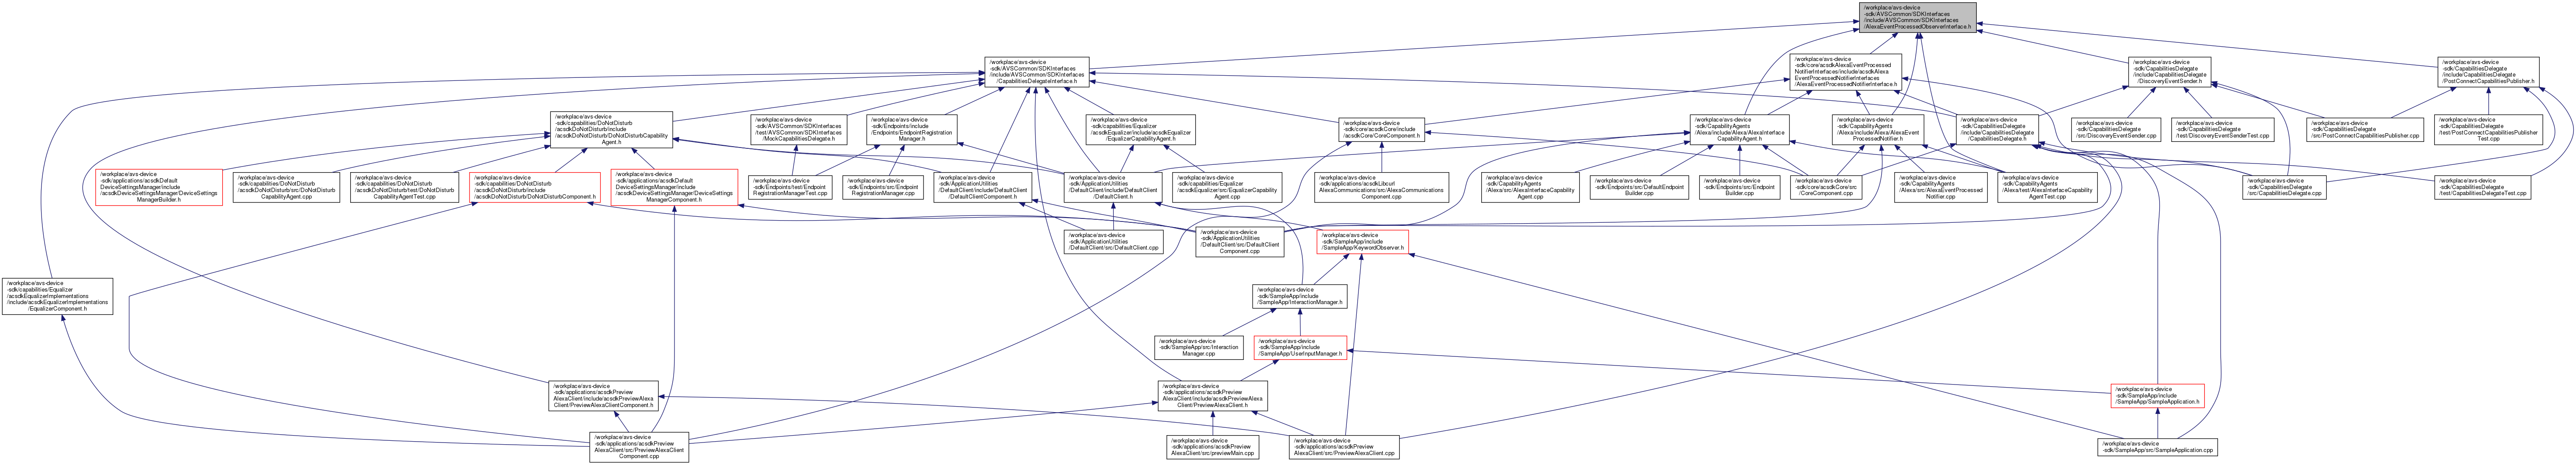 /workplace/avs-device
-sdk/AVSCommon/SDKInterfaces
/include/AVSCommon/SDKInterfaces
/AlexaEventProcessedObserverInterface.h
/workplace/avs-device
-sdk/AVSCommon/SDKInterfaces
/include/AVSCommon/SDKInterfaces
/CapabilitiesDelegateInterface.h
/workplace/avs-device
-sdk/core/acsdkAlexaEventProcessed
NotifierInterfaces/include/acsdkAlexa
EventProcessedNotifierInterfaces
/AlexaEventProcessedNotifierInterface.h
/workplace/avs-device
-sdk/CapabilitiesDelegate
/include/CapabilitiesDelegate
/DiscoveryEventSender.h
/workplace/avs-device
-sdk/CapabilitiesDelegate
/include/CapabilitiesDelegate
/PostConnectCapabilitiesPublisher.h
/workplace/avs-device
-sdk/capabilities/DoNotDisturb
/acsdkDoNotDisturb/include
/acsdkDoNotDisturb/DoNotDisturbCapability
Agent.h
/workplace/avs-device
-sdk/AVSCommon/SDKInterfaces
/test/AVSCommon/SDKInterfaces
/MockCapabilitiesDelegate.h
/workplace/avs-device
-sdk/Endpoints/include
/Endpoints/EndpointRegistration
Manager.h
/workplace/avs-device
-sdk/capabilities/Equalizer
/acsdkEqualizer/include/acsdkEqualizer
/EqualizerCapabilityAgent.h
/workplace/avs-device
-sdk/core/acsdkCore/include
/acsdkCore/CoreComponent.h
/workplace/avs-device
-sdk/CapabilityAgents
/Alexa/include/Alexa/AlexaInterface
CapabilityAgent.h
/workplace/avs-device
-sdk/CapabilityAgents
/Alexa/include/Alexa/AlexaEvent
ProcessedNotifier.h
/workplace/avs-device
-sdk/CapabilitiesDelegate
/include/CapabilitiesDelegate
/CapabilitiesDelegate.h
/workplace/avs-device
-sdk/CapabilitiesDelegate
/src/DiscoveryEventSender.cpp
/workplace/avs-device
-sdk/CapabilitiesDelegate
/test/DiscoveryEventSenderTest.cpp
/workplace/avs-device
-sdk/CapabilitiesDelegate
/src/PostConnectCapabilitiesPublisher.cpp
/workplace/avs-device
-sdk/CapabilitiesDelegate
/test/PostConnectCapabilitiesPublisher
Test.cpp
/workplace/avs-device
-sdk/applications/acsdkDefault
DeviceSettingsManager/include
/acsdkDeviceSettingsManager/DeviceSettings
ManagerBuilder.h
/workplace/avs-device
-sdk/capabilities/DoNotDisturb
/acsdkDoNotDisturb/src/DoNotDisturb
CapabilityAgent.cpp
/workplace/avs-device
-sdk/capabilities/DoNotDisturb
/acsdkDoNotDisturb/test/DoNotDisturb
CapabilityAgentTest.cpp
/workplace/avs-device
-sdk/capabilities/DoNotDisturb
/acsdkDoNotDisturb/include
/acsdkDoNotDisturb/DoNotDisturbComponent.h
/workplace/avs-device
-sdk/applications/acsdkDefault
DeviceSettingsManager/include
/acsdkDeviceSettingsManager/DeviceSettings
ManagerComponent.h
/workplace/avs-device
-sdk/Endpoints/test/Endpoint
RegistrationManagerTest.cpp
/workplace/avs-device
-sdk/Endpoints/src/Endpoint
RegistrationManager.cpp
/workplace/avs-device
-sdk/ApplicationUtilities
/DefaultClient/include/DefaultClient
/DefaultClientComponent.h
/workplace/avs-device
-sdk/ApplicationUtilities
/DefaultClient/include/DefaultClient
/DefaultClient.h
/workplace/avs-device
-sdk/capabilities/Equalizer
/acsdkEqualizer/src/EqualizerCapability
Agent.cpp
/workplace/avs-device
-sdk/applications/acsdkLibcurl
AlexaCommunications/src/AlexaCommunications
Component.cpp
/workplace/avs-device
-sdk/CapabilityAgents
/Alexa/src/AlexaInterfaceCapability
Agent.cpp
/workplace/avs-device
-sdk/Endpoints/src/DefaultEndpoint
Builder.cpp
/workplace/avs-device
-sdk/Endpoints/src/Endpoint
Builder.cpp
/workplace/avs-device
-sdk/core/acsdkCore/src
/CoreComponent.cpp
/workplace/avs-device
-sdk/CapabilityAgents
/Alexa/src/AlexaEventProcessed
Notifier.cpp
/workplace/avs-device
-sdk/CapabilityAgents
/Alexa/test/AlexaInterfaceCapability
AgentTest.cpp
/workplace/avs-device
-sdk/CapabilitiesDelegate
/src/CapabilitiesDelegate.cpp
/workplace/avs-device
-sdk/CapabilitiesDelegate
/test/CapabilitiesDelegateTest.cpp
/workplace/avs-device
-sdk/ApplicationUtilities
/DefaultClient/src/DefaultClient.cpp
/workplace/avs-device
-sdk/ApplicationUtilities
/DefaultClient/src/DefaultClient
Component.cpp
/workplace/avs-device
-sdk/SampleApp/include
/SampleApp/KeywordObserver.h
/workplace/avs-device
-sdk/capabilities/Equalizer
/acsdkEqualizerImplementations
/include/acsdkEqualizerImplementations
/EqualizerComponent.h
/workplace/avs-device
-sdk/SampleApp/include
/SampleApp/InteractionManager.h
/workplace/avs-device
-sdk/SampleApp/src/Interaction
Manager.cpp
/workplace/avs-device
-sdk/SampleApp/include
/SampleApp/UserInputManager.h
/workplace/avs-device
-sdk/applications/acsdkPreview
AlexaClient/include/acsdkPreviewAlexa
Client/PreviewAlexaClientComponent.h
/workplace/avs-device
-sdk/applications/acsdkPreview
AlexaClient/include/acsdkPreviewAlexa
Client/PreviewAlexaClient.h
/workplace/avs-device
-sdk/SampleApp/include
/SampleApp/SampleApplication.h
/workplace/avs-device
-sdk/applications/acsdkPreview
AlexaClient/src/PreviewAlexaClient
Component.cpp
/workplace/avs-device
-sdk/applications/acsdkPreview
AlexaClient/src/previewMain.cpp
/workplace/avs-device
-sdk/applications/acsdkPreview
AlexaClient/src/PreviewAlexaClient.cpp
/workplace/avs-device
-sdk/SampleApp/src/SampleApplication.cpp